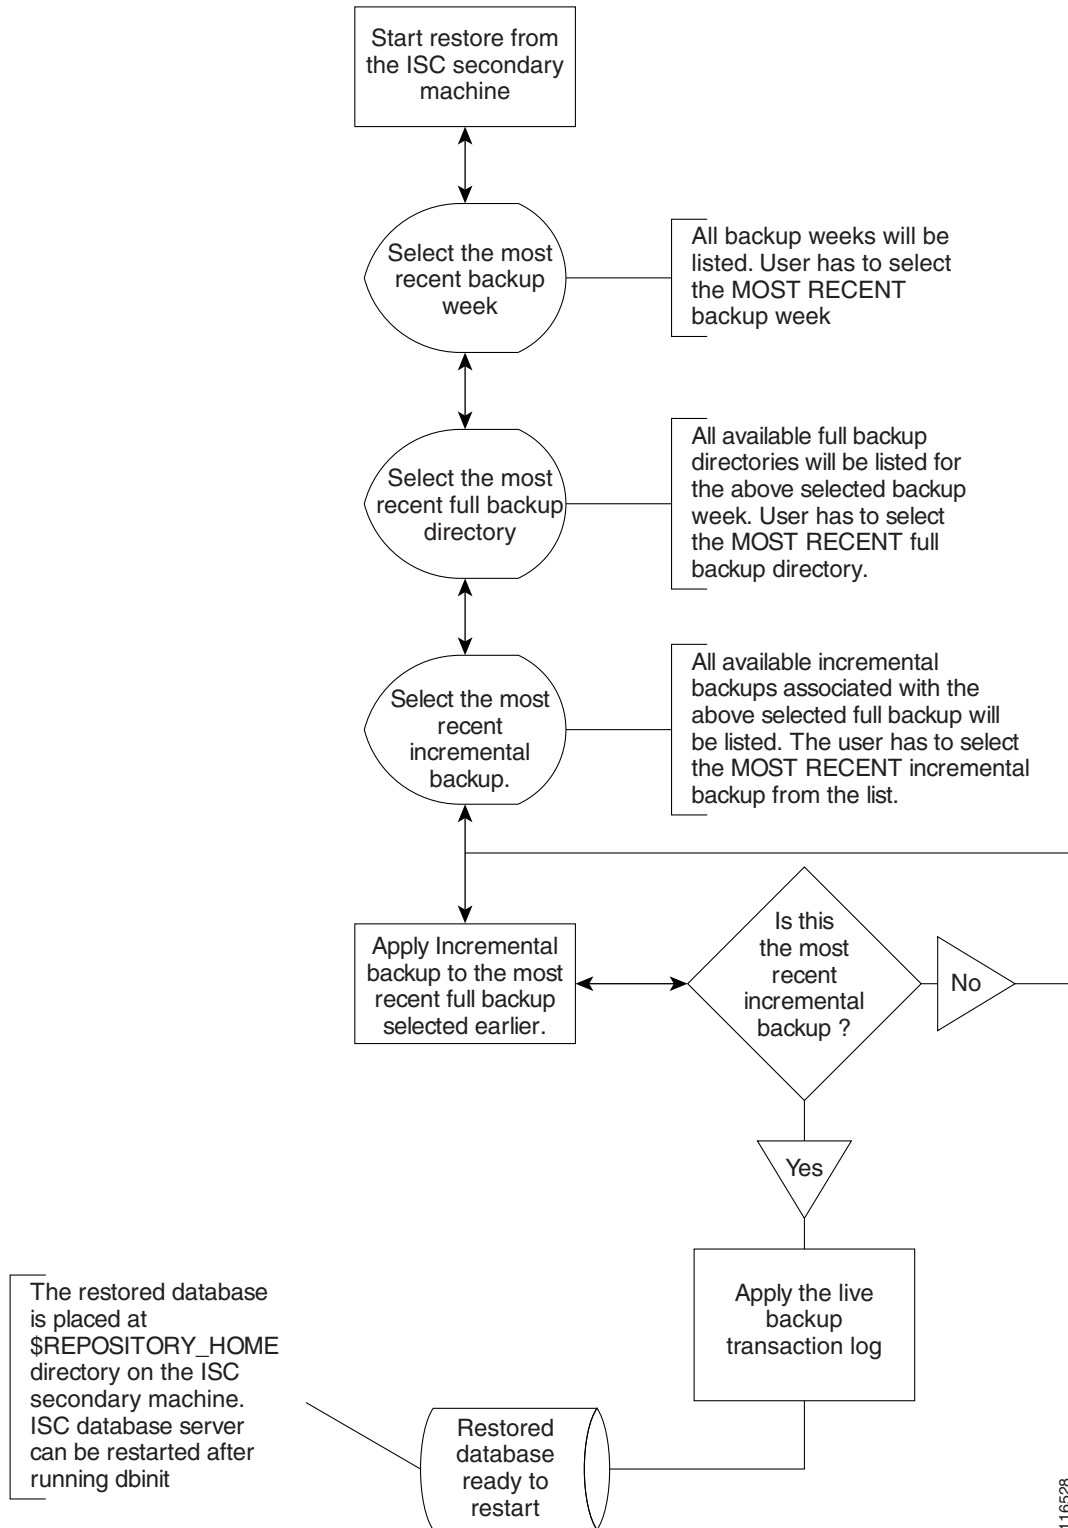 Start restore from
the ISC secondary
machine
Select the most
recent backup
week
All backup weeks will be
listed. User has to select
the MOST RECENT
backup week
Select the most
recent full backup
directory
All available full backup
directories will be listed for
the above selected backup
week. User has to select
the MOST RECENT full
backup directory.
Select the most
recent
incremental
backup.
All available incremental
backups associated with the
above selected full backup will
be listed. The user has to select
the MOST RECENT incremental
backup from the list.
Apply Incremental
backup to the most
recent full backup
selected earlier.
Is this
the most
recent
incremental
backup ?
No
Yes
Apply the live
backup
transaction log
The restored database
is placed at
$REPOSITORY_HOME
directory on the ISC
secondary machine.
ISC database server
can be restarted after
running dbinit
Restored
database
ready to
restart
116528